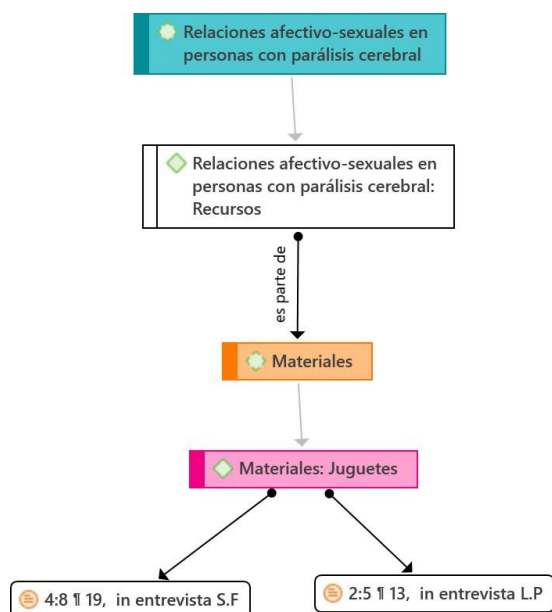 Relaciones afectivo-sexuales en
personas con parálisis cerebral
Relaciones afectivo-sexuales en
personas con parálisis cerebral:
Recursos
es parte de
Materiales
Materiales: Juguetes
4:8 ¶ 19, in entrevista S.F
2:5 ¶ 13, in entrevista L.P